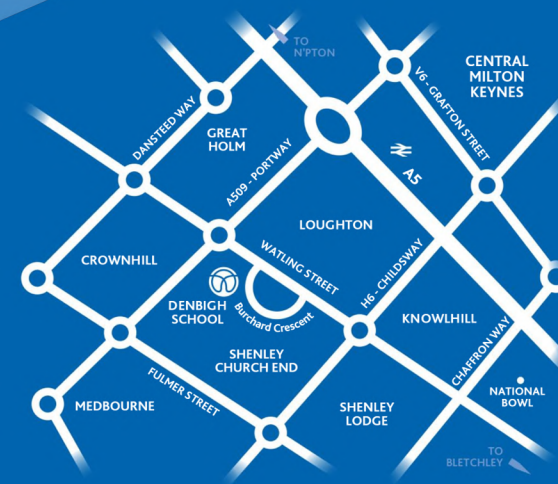 TO
N'PTON
CENTRAL
MILTON
KEYNES
V6 - GRAFTON STREET
DANSTEED WAY
GREAT
HOLM
A509 - PORTWAY
A5
LOUGHTON
CROWNHILL
WATLING STREET
H6 - CHILDSWAY
DENBIGH
SCHOOL
Burchard Crescent
KNOWLHILL
SHENLEY
CHURCH END
CHAFFRON WAY
FULMER STREET
MEDBOURNE
NATIONAL
BOWL
SHENLEY
LODGE
TO
BLETCHLEY